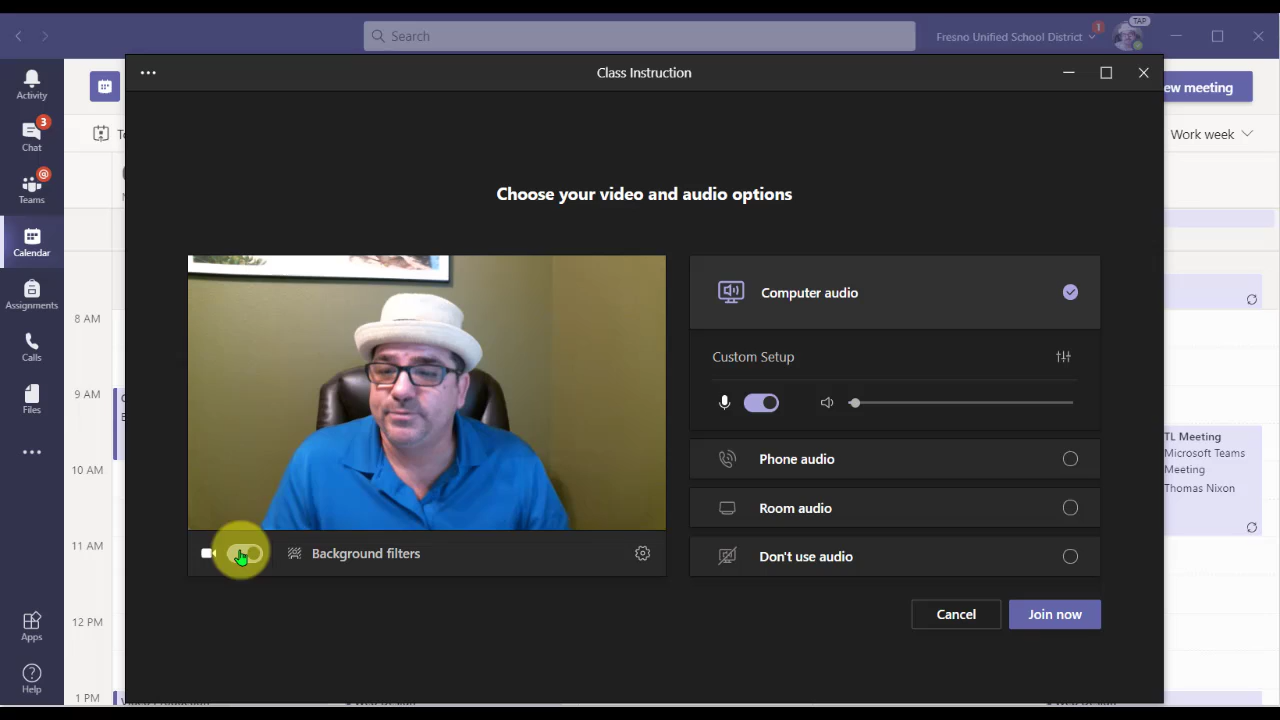 Search
Fresno Unified School District
1
TAP
Class Instruction
Activity
Chat
3
Teams
@
Calendar
Assignments
Calls
Files
Apps
Help
ew meeting
To
Work week
8 AM
9 AM
10 AM
11 AM
12 PM
1 PM
Choose your video and audio options
Background filters
Computer audio
Custom Setup
Phone audio
Room audio
Don't use audio
Cancel
Join now
TL Meeting
Microsoft Teams
Meeting
Thomas Nixon